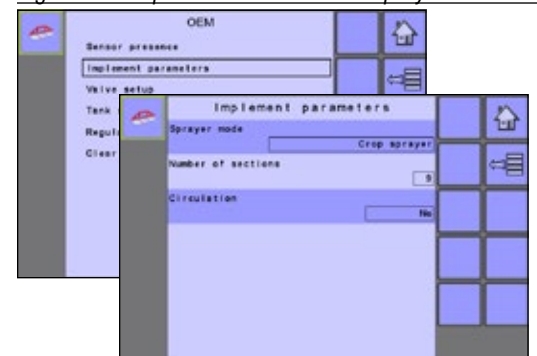 OEM
Sensor presence
Implement parameters
Valve setup
Tank
Regul
Clear
Implement parameters
Sprayer mode
Crop sprayer
Number of sections
9
Circulation
No